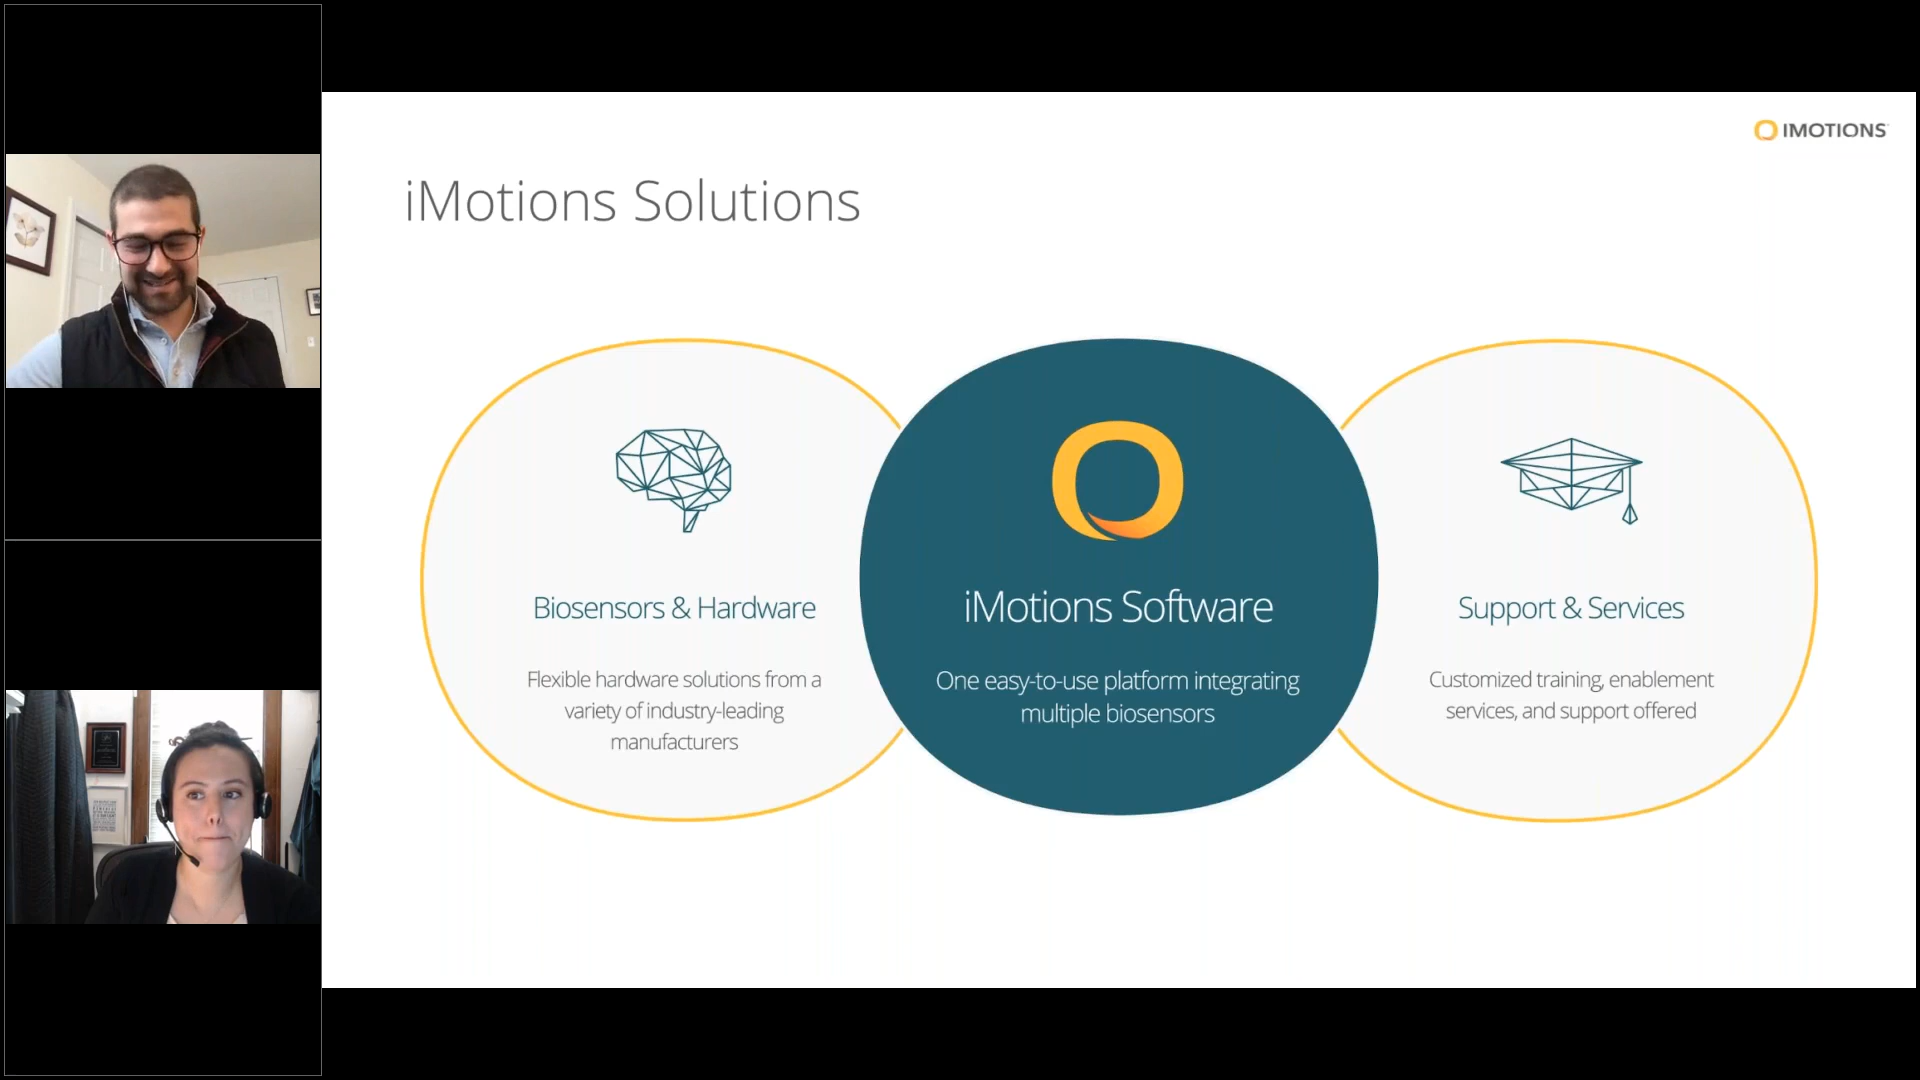 IMOTIONS
iMotions Solutions
Biosensors & Hardware
Flexible hardware solutions from a
variety of industry-leading
manufacturers
iMotions Software
One easy-to-use platform integrating
multiple biosensors
Support & Services
Customized training, enablement
services, and support offered